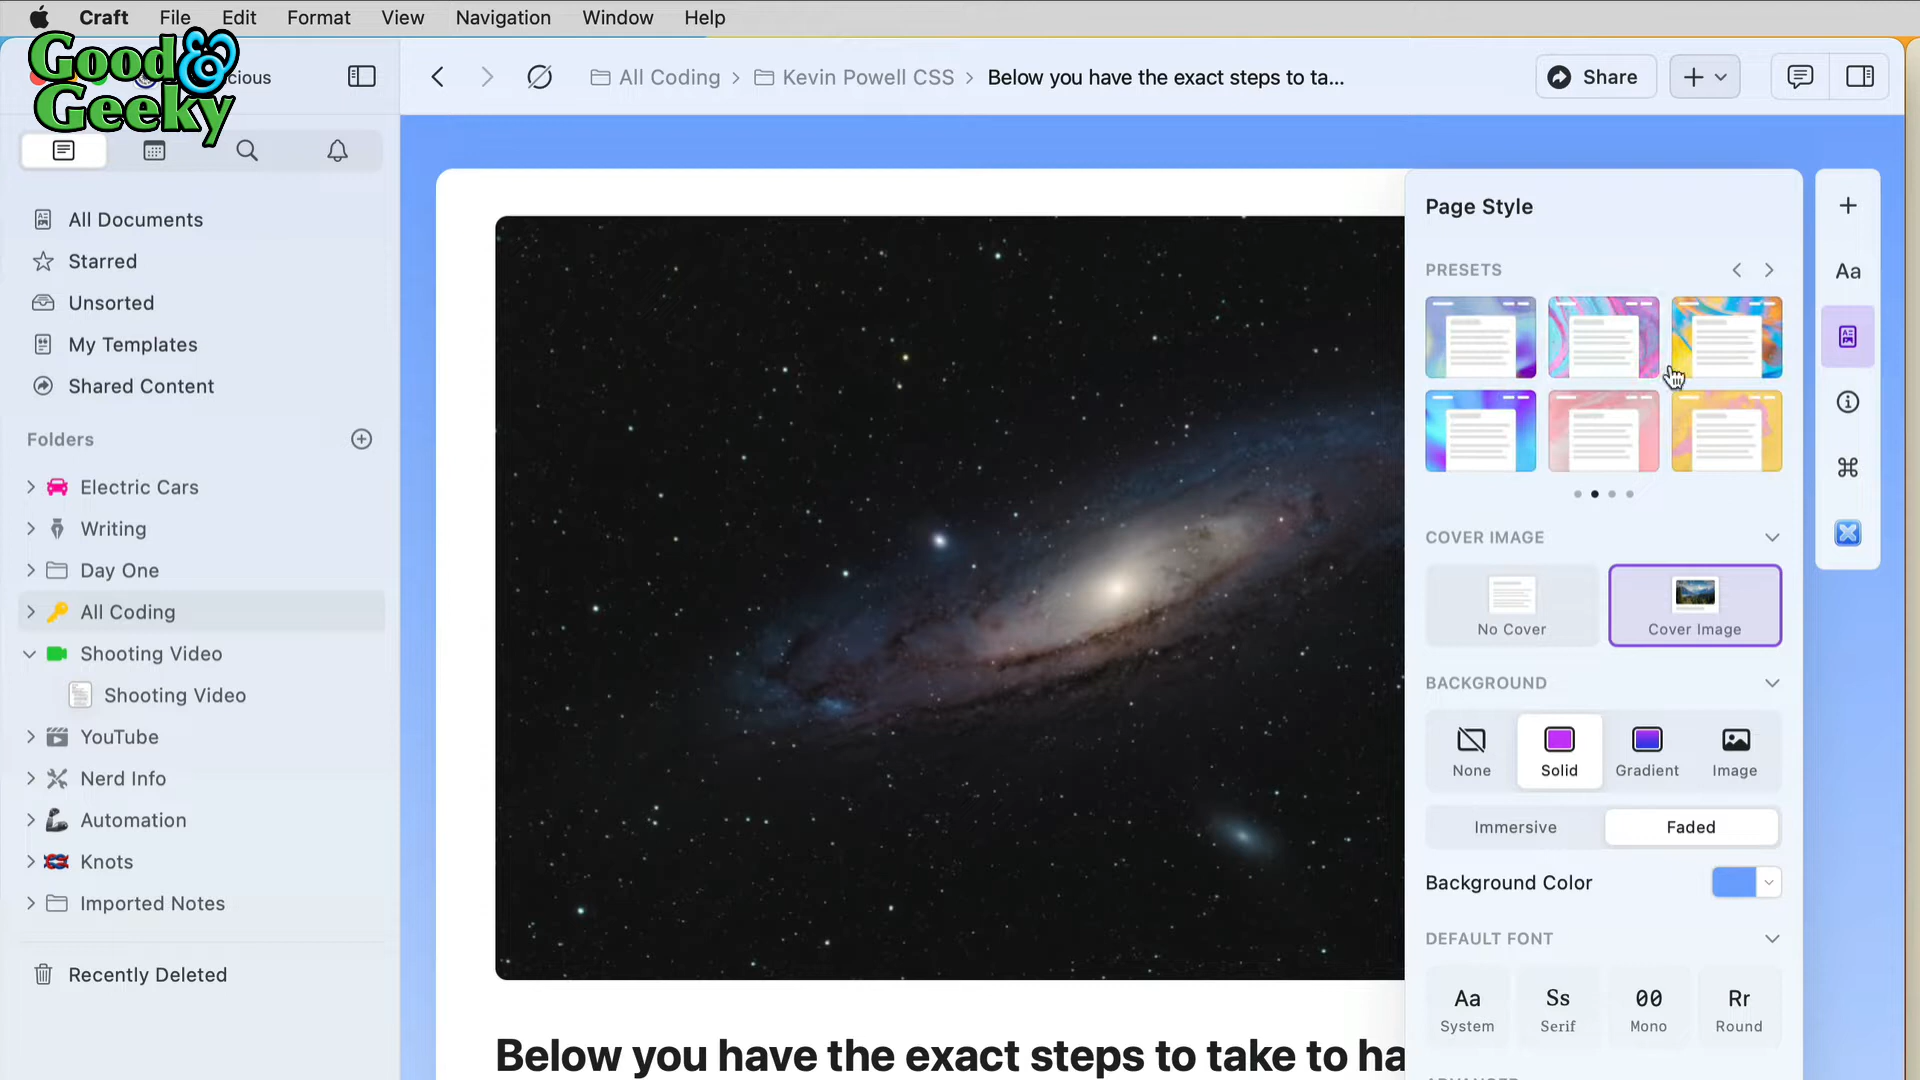 Craft File Edit Format View Navigation Window Help
Good &
Geeky
All Coding Kevin Powell CSS Below you have the exact steps to ta... Share
All Documents
Starred
Unsorted
My Templates
Shared Content
Folders
Electric Cars
Writing
Day One
All Coding
Shooting Video
Shooting Video
YouTube
Nerd Info
Automation
Knots
Imported Notes
Recently Deleted
Below you have the exact steps to take to ha
Page Style
PRESETS
COVER IMAGE
No Cover Cover Image
BACKGROUND
None Solid Gradient Image
Immersive Faded
Background Color
DEFAULT FONT
Aa Ss 00 Rr
System Serif Mono Round
Aa